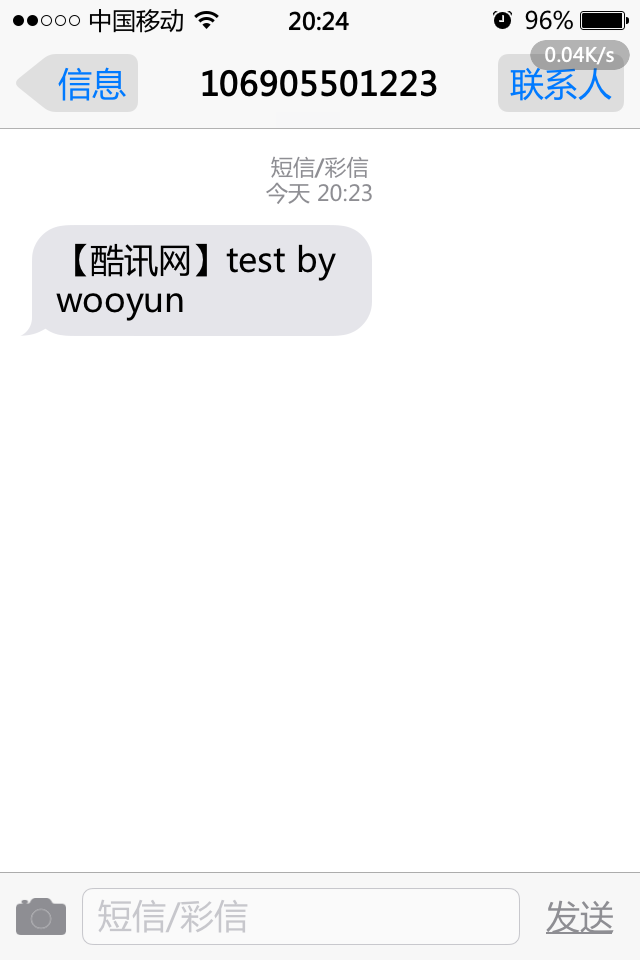 中国移动 20:24 96%
0.04K/s
信息 106905501223 联系人
短信/彩信
今天 20:23
【酷讯网】test by
wooyun
短信/彩信 发送